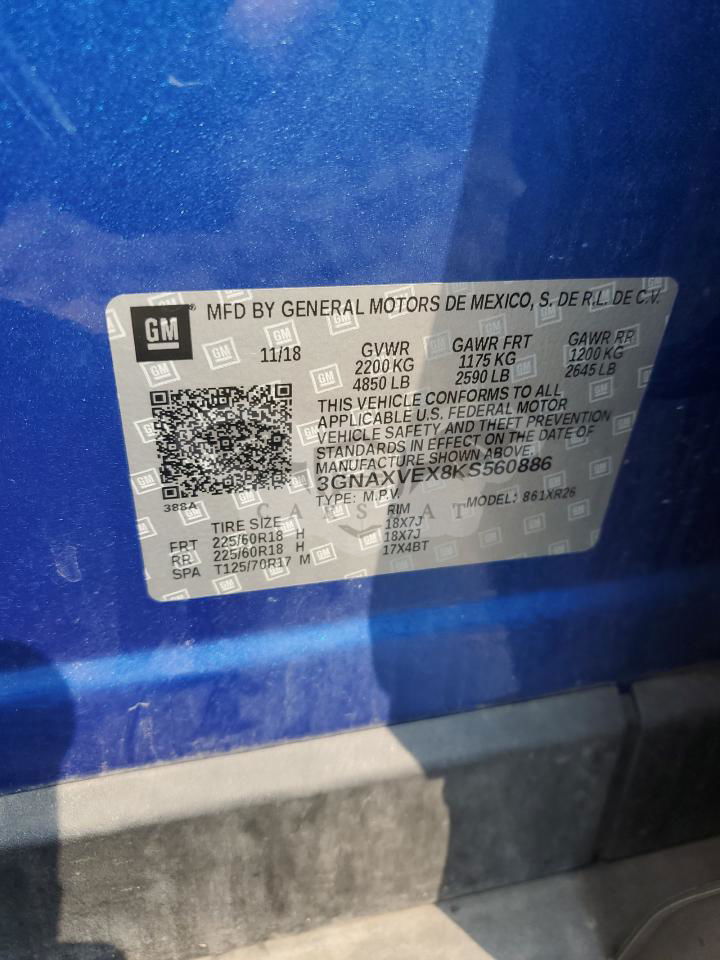 GM
MFD BY GENERAL MOTORS DE MEXICO, S. DE R.L. DE C.V.
11/18
GVWR
2200 KG
4850 LB
GAWR FRT
1175 KG
2590 LB
GAWR RR
1200 KG
2645 LB
THIS VEHICLE CONFORMS TO ALL
APPLICABLE U.S. FEDERAL MOTOR
VEHICLE SAFETY AND THEFT PREVENTION
STANDARDS IN EFFECT ON THE DATE OF
MANUFACTURE SHOWN ABOVE.
3GNAXVEX8KS560886
TYPE: M.P.V. MODEL: 861XR26
38SA
TIRE SIZE RIM
FRT 225/60R18 H 18X7J
RR 225/60R18 H 18X7J
SPA T125/70R17 M 17X4BT